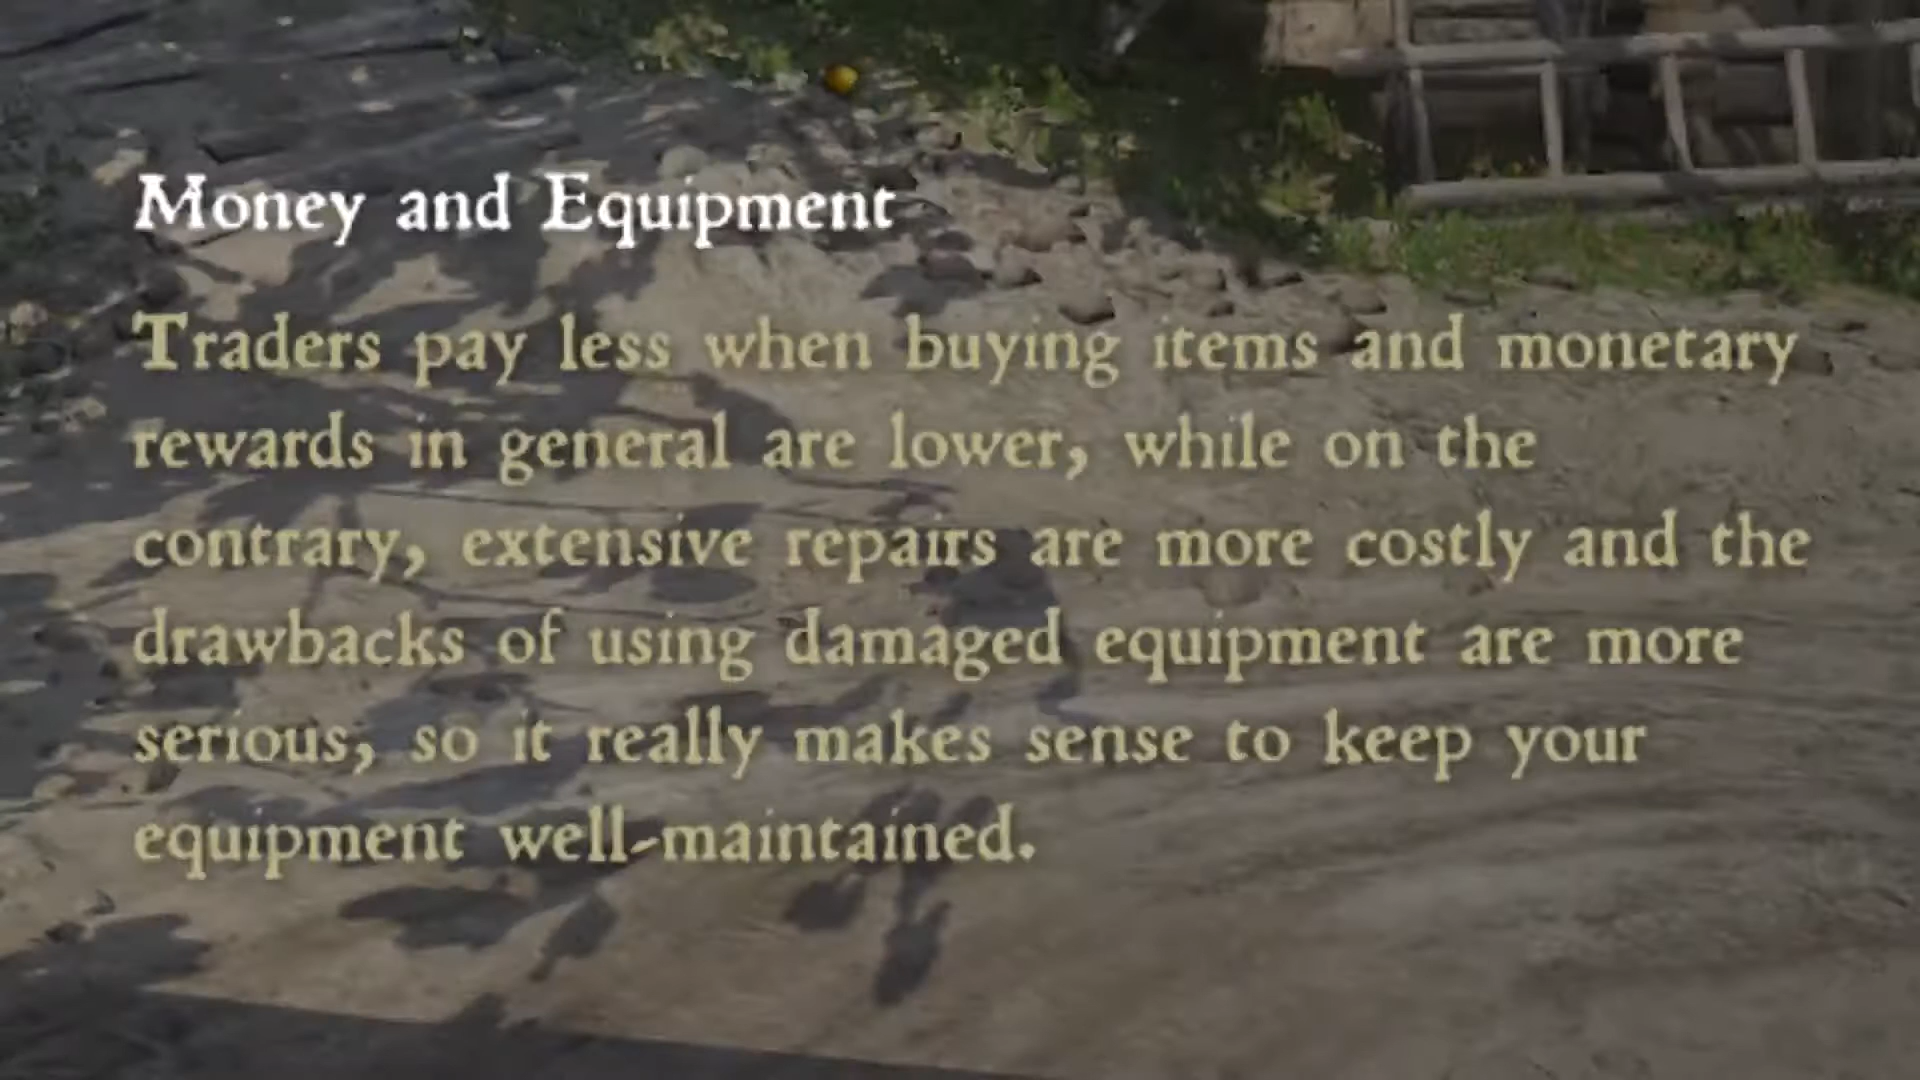 Money and Equipment
Traders pay less when buying items and monetary
rewards in general are lower, while on the
contrary, extensive repairs are more costly and the
drawbacks of using damaged equipment are more
serious, so it really makes sense to keep your
equipment well-maintained.